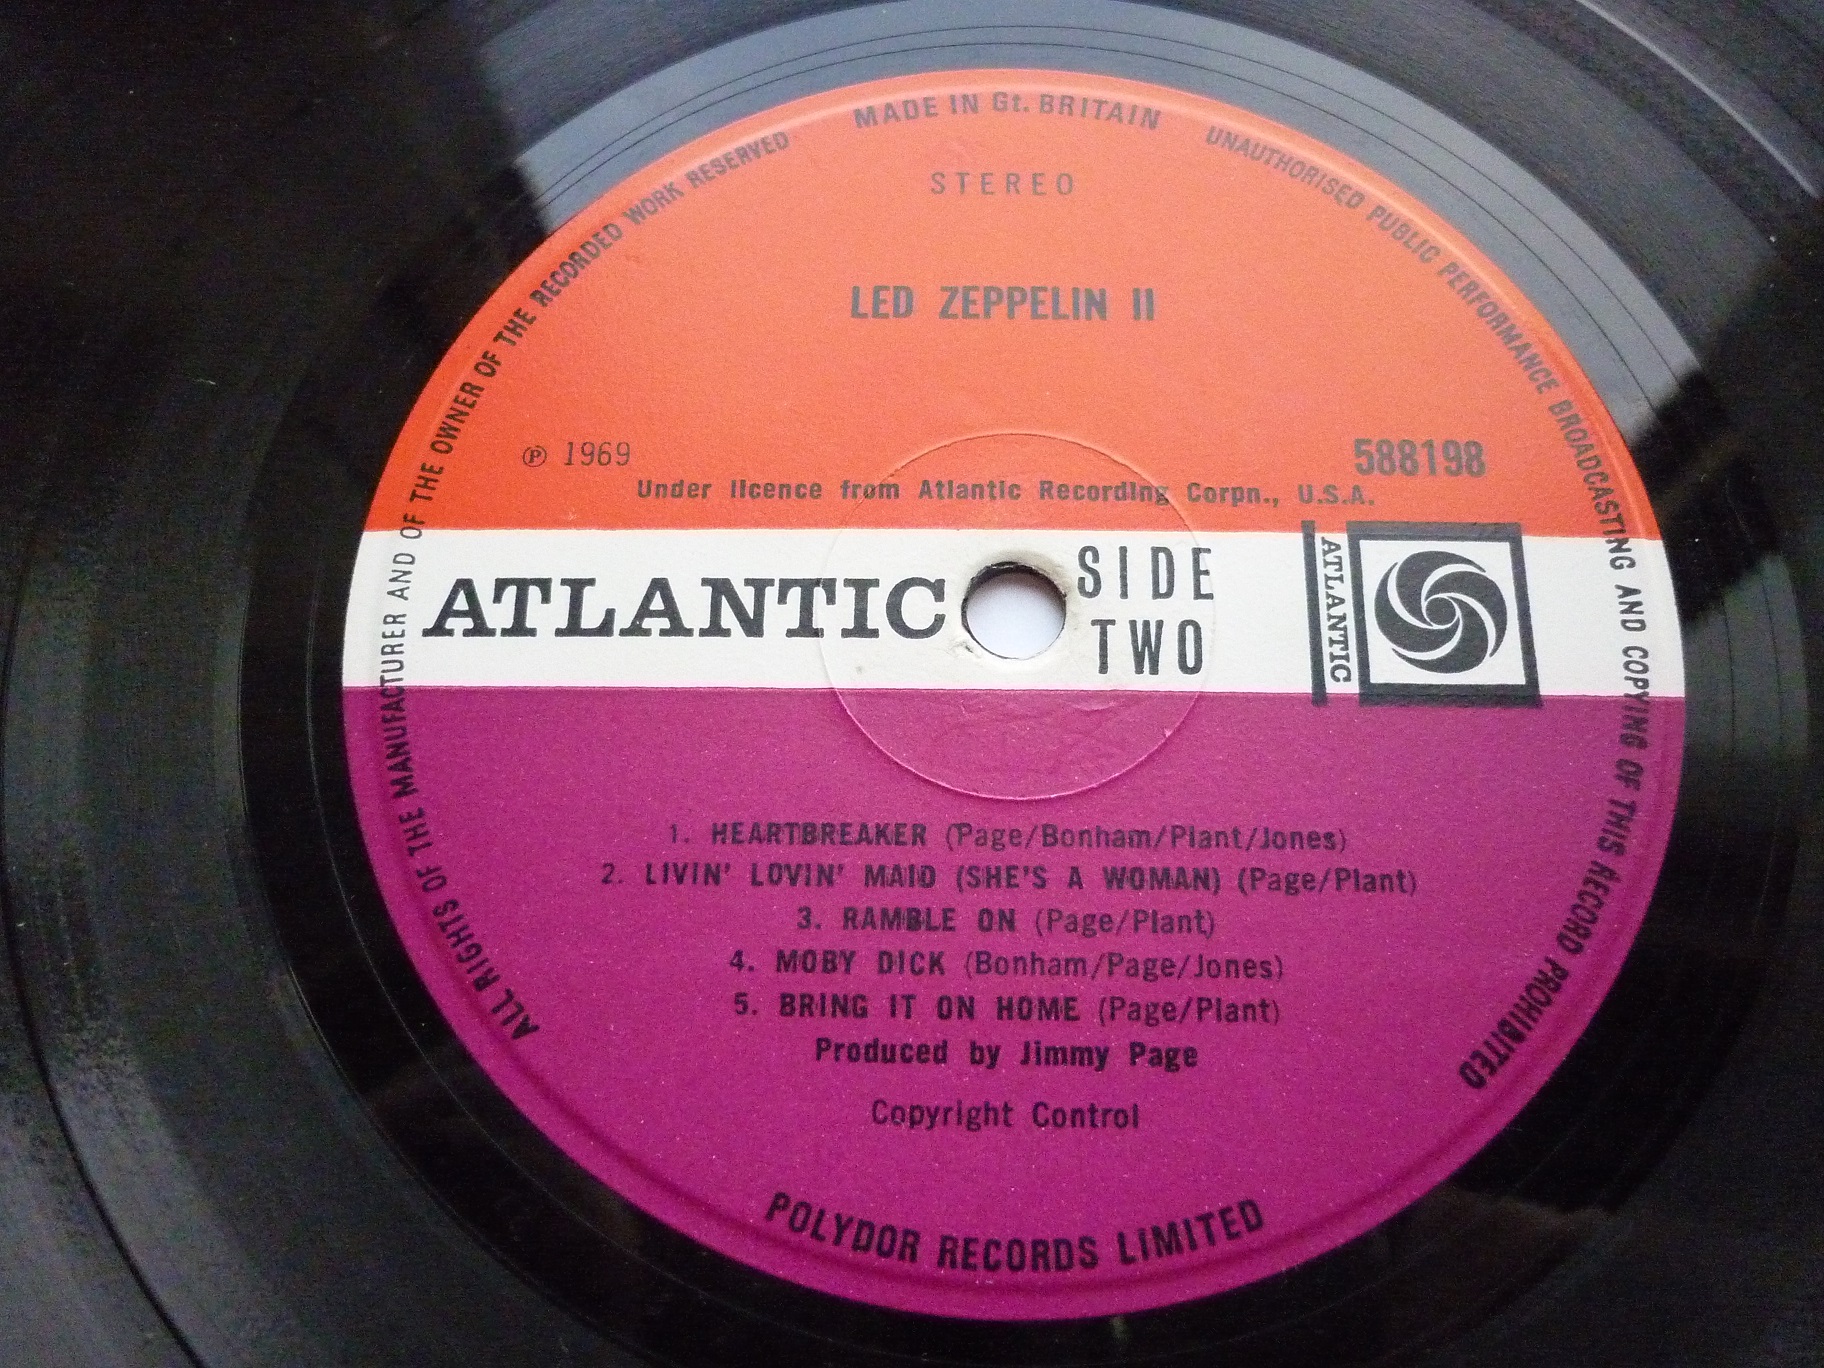 MADE IN Gt. BRITAIN
UNAUTHORISED PUBLIC PERFORMANCE BROADCASTING AND COPYING OF THIS RECORD PROHIBITED
ALL RIGHTS OF THE MANUFACTURER AND OF THE OWNER OF THE RECORDED WORK RESERVED
STEREO
LED ZEPPELIN II
℗ 1969
588198
Under licence from Atlantic Recording Corpn., U.S.A.
ATLANTIC
SIDE
TWO
ATLANTIC
1. HEARTBREAKER (Page/Bonham/Plant/Jones)
2. LIVIN' LOVIN' MAID (SHE'S A WOMAN) (Page/Plant)
3. RAMBLE ON (Page/Plant)
4. MOBY DICK (Bonham/Page/Jones)
5. BRING IT ON HOME (Page/Plant)
Produced by Jimmy Page
Copyright Control
POLYDOR RECORDS LIMITED